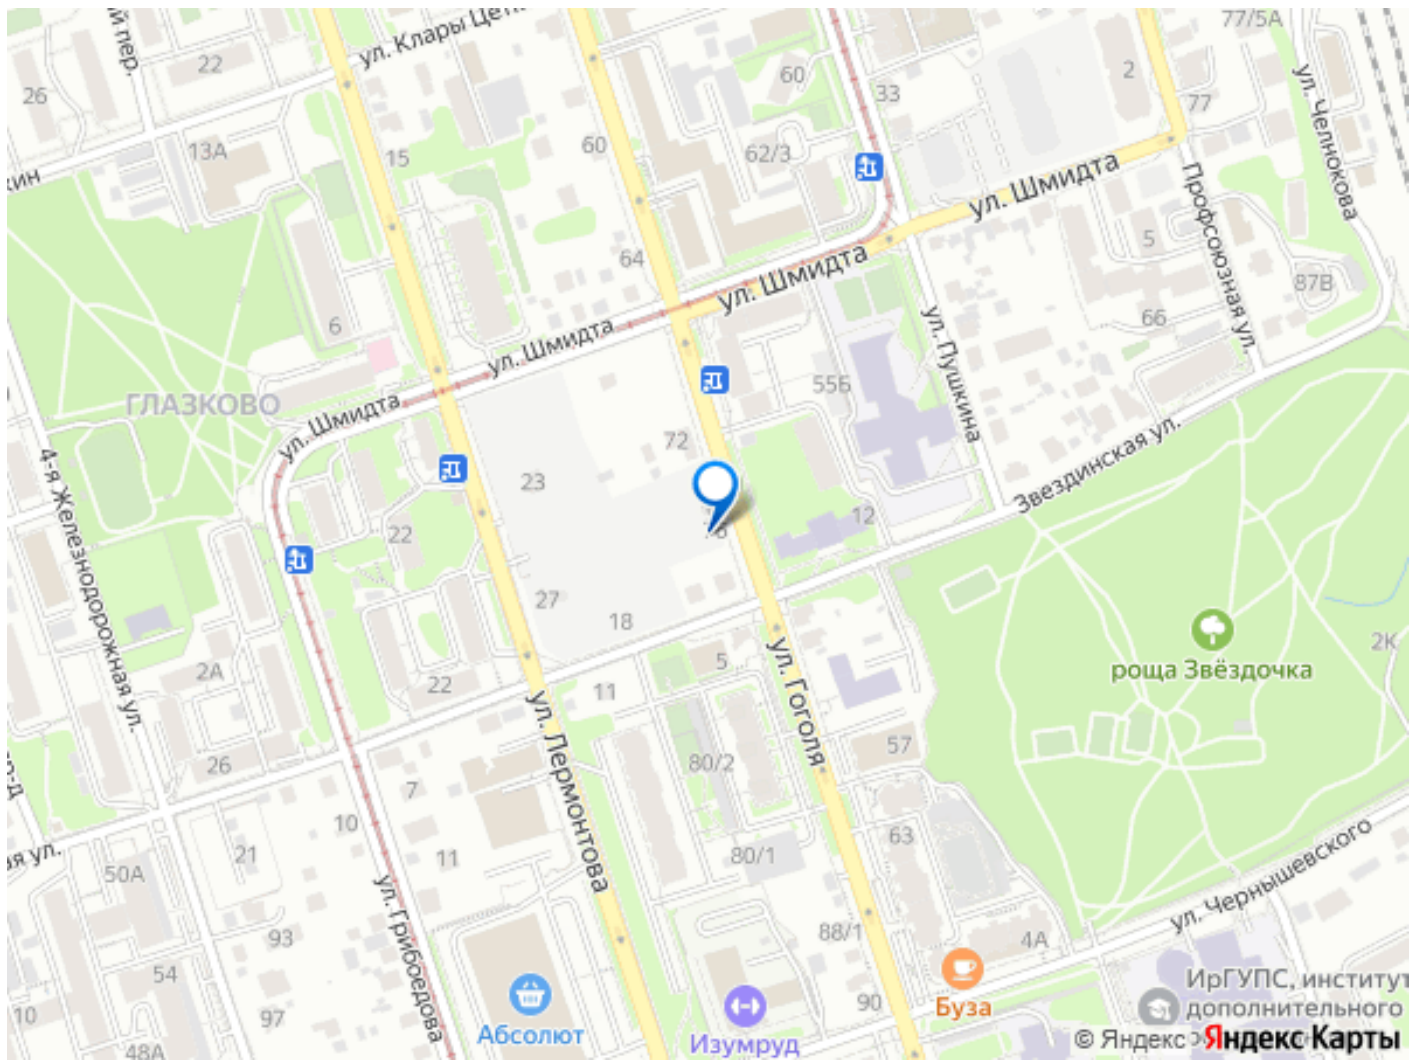 ул. Клары Цетк
й пер.
77/5А
22
60
2
26
33
77
ул. Челнокова
15
60
13А
62/3
кин
ул. Шмидта
Профсоюзная ул.
5
64
ул. Шмидта
87В
6
ул. Шмидта
ул. Пушкина
66
55Б
ГЛАЗКОВО
ул. Шмидта
72
4-я Железнодорожная ул.
23
Звездинская ул.
12
22
27
18
2К
роща Звёздочка
5
ул. Гоголя
2А
22
11
ул. Лермонтова
57
80/2
26
7
10
63
ая ул.
21
11
80/1
50А
ул. Чернышевского
ул. Грибоедова
93
88/1
4А
54
ИрГУПС, институт
дополнительного
10
97
90
Буза
Абсолют
Изумруд
48А
© Яндекс
Яндекс Карты